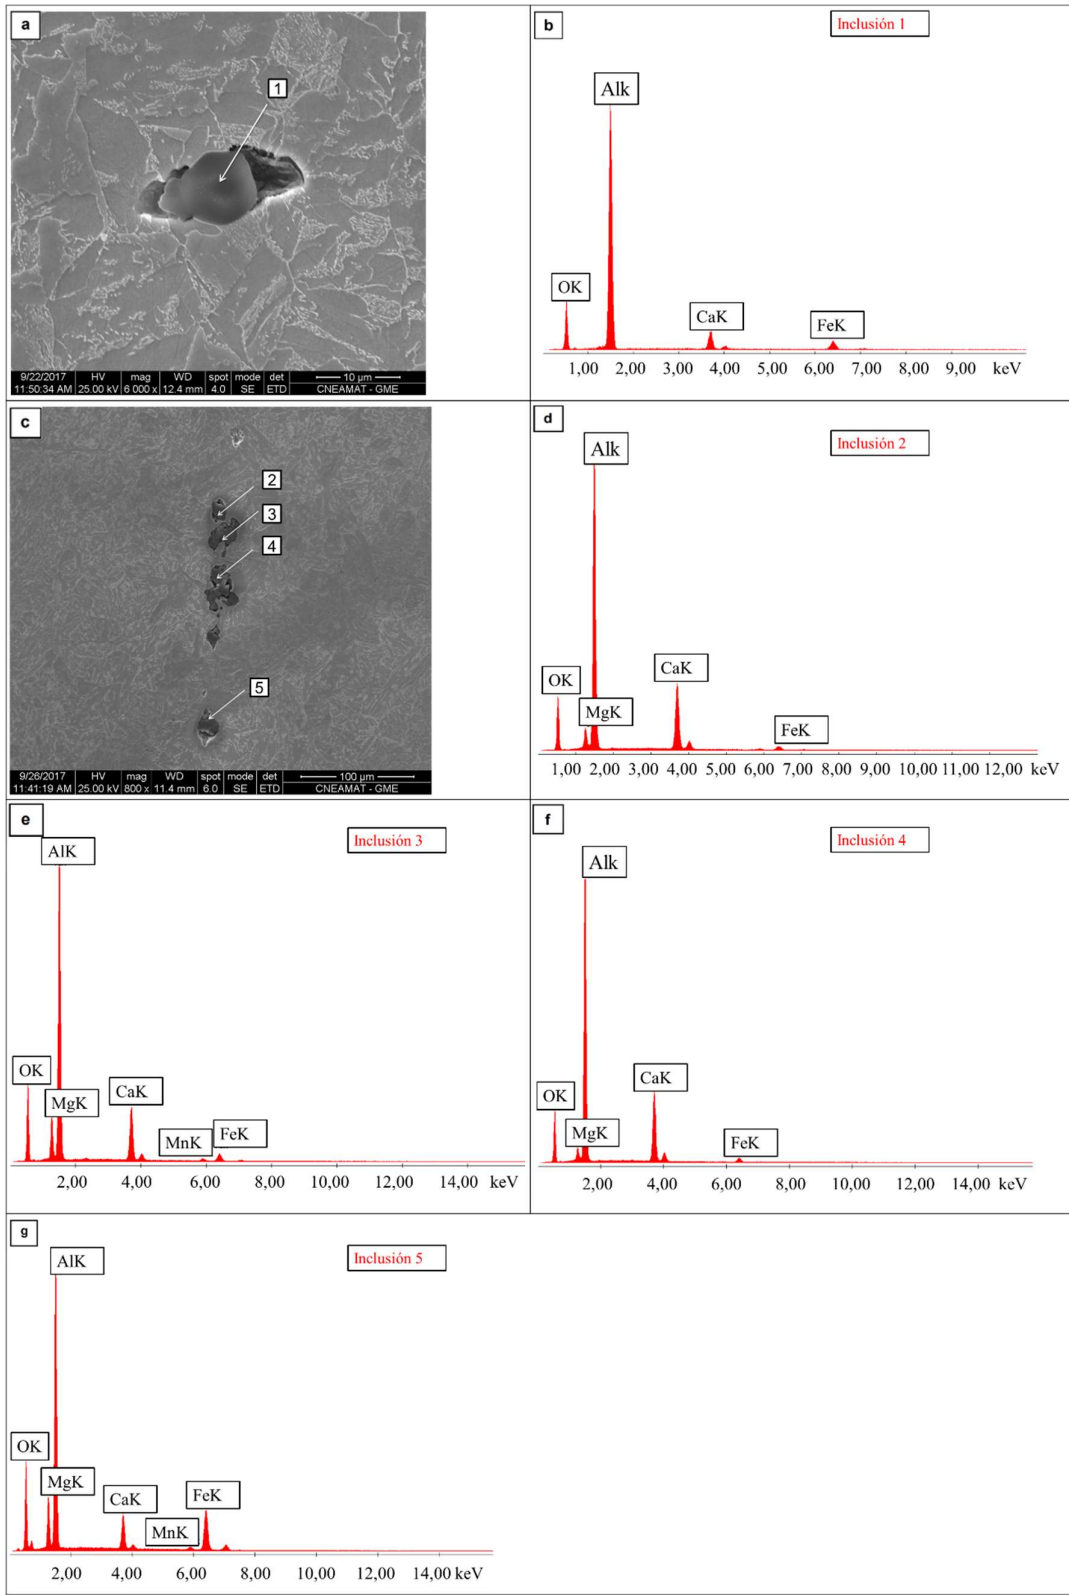 a
1
9/22/2017 HV mag WD spot mode det 10 µm
11:50:34 AM 25.00 kV 6 000 x 12.4 mm 4.0 SE ETD CNEAMAT - GME
b
Inclusión 1
Alk
OK
CaK
FeK
1,00 2,00 3,00 4,00 5,00 6,00 7,00 8,00 9,00 keV
c
2
3
4
5
9/26/2017 HV mag WD spot mode det 100 µm
11:41:19 AM 25.00 kV 800 x 11.4 mm 6.0 SE ETD CNEAMAT - GME
d
Inclusión 2
Alk
CaK
OK
MgK
FeK
1,00 2,00 3,00 4,00 5,00 6,00 7,00 8,00 9,00 10,00 11,00 12,00 keV
e
Inclusión 3
AlK
OK
CaK
MgK
MnK
FeK
2,00 4,00 6,00 8,00 10,00 12,00 14,00 keV
f
Inclusión 4
Alk
CaK
OK
MgK
FeK
2,00 4,00 6,00 8,00 10,00 12,00 14,00 keV
g
Inclusión 5
AlK
OK
MgK
CaK
FeK
MnK
2,00 4,00 6,00 8,00 10,00 12,00 14,00 keV